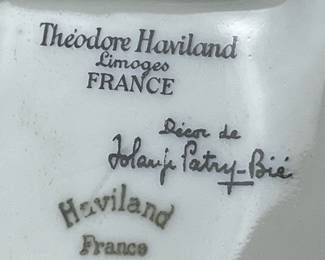 Théodore Haviland
Limoges
FRANCE
Décor de
Jolanje Patry-Bié
Haviland
France